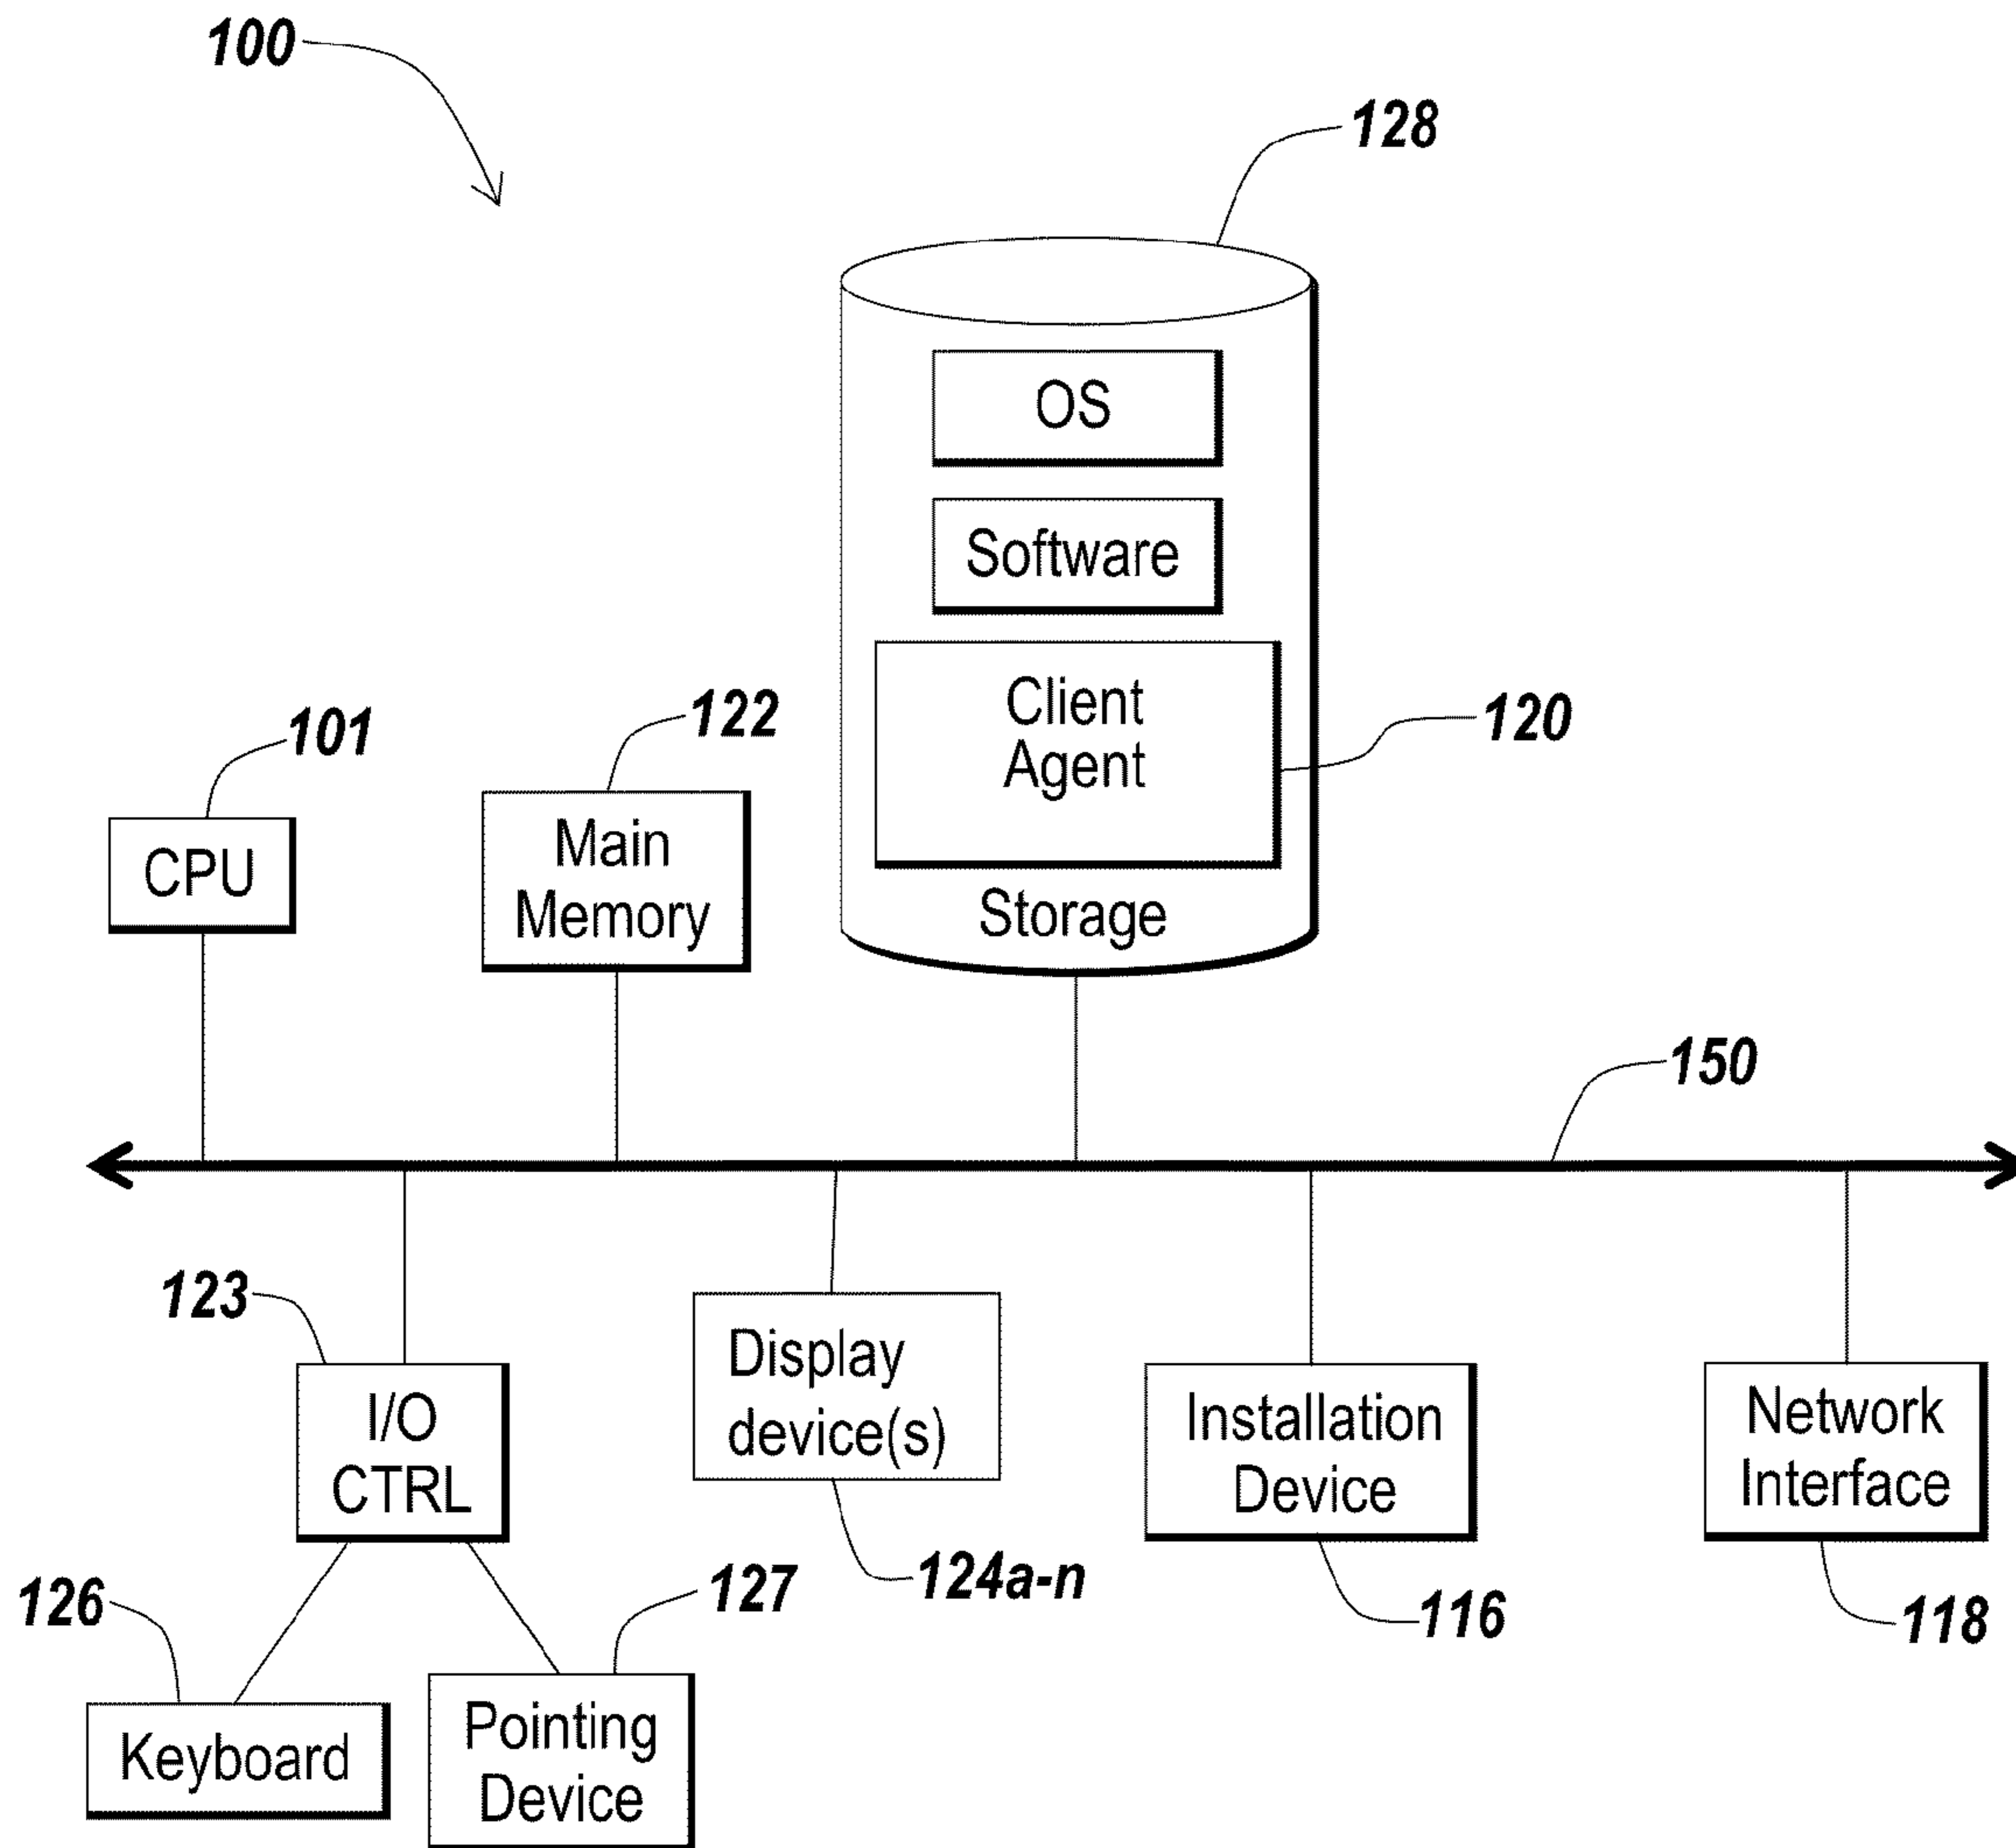 100
128
OS
Software
Client
Agent
120
Storage
101
CPU
122
Main
Memory
150
123
I/O
CTRL
Display
device(s)
124a-n
Installation
Device
116
Network
Interface
118
126
Keyboard
127
Pointing
Device